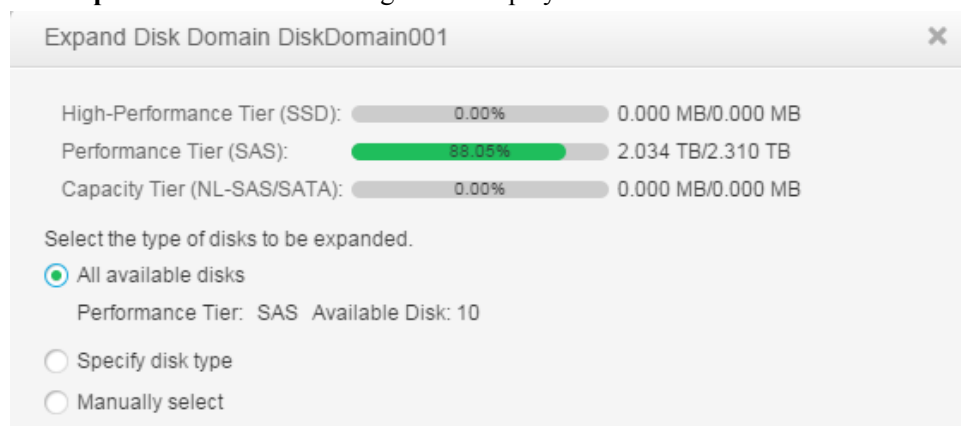 Expand Disk Domain DiskDomain001
High-Performance Tier (SSD): 0.00% 0.000 MB/0.000 MB
Performance Tier (SAS): 88.05% 2.034 TB/2.310 TB
Capacity Tier (NL-SAS/SATA): 0.00% 0.000 MB/0.000 MB
Select the type of disks to be expanded.
All available disks
Performance Tier: SAS Available Disk: 10
Specify disk type
Manually select